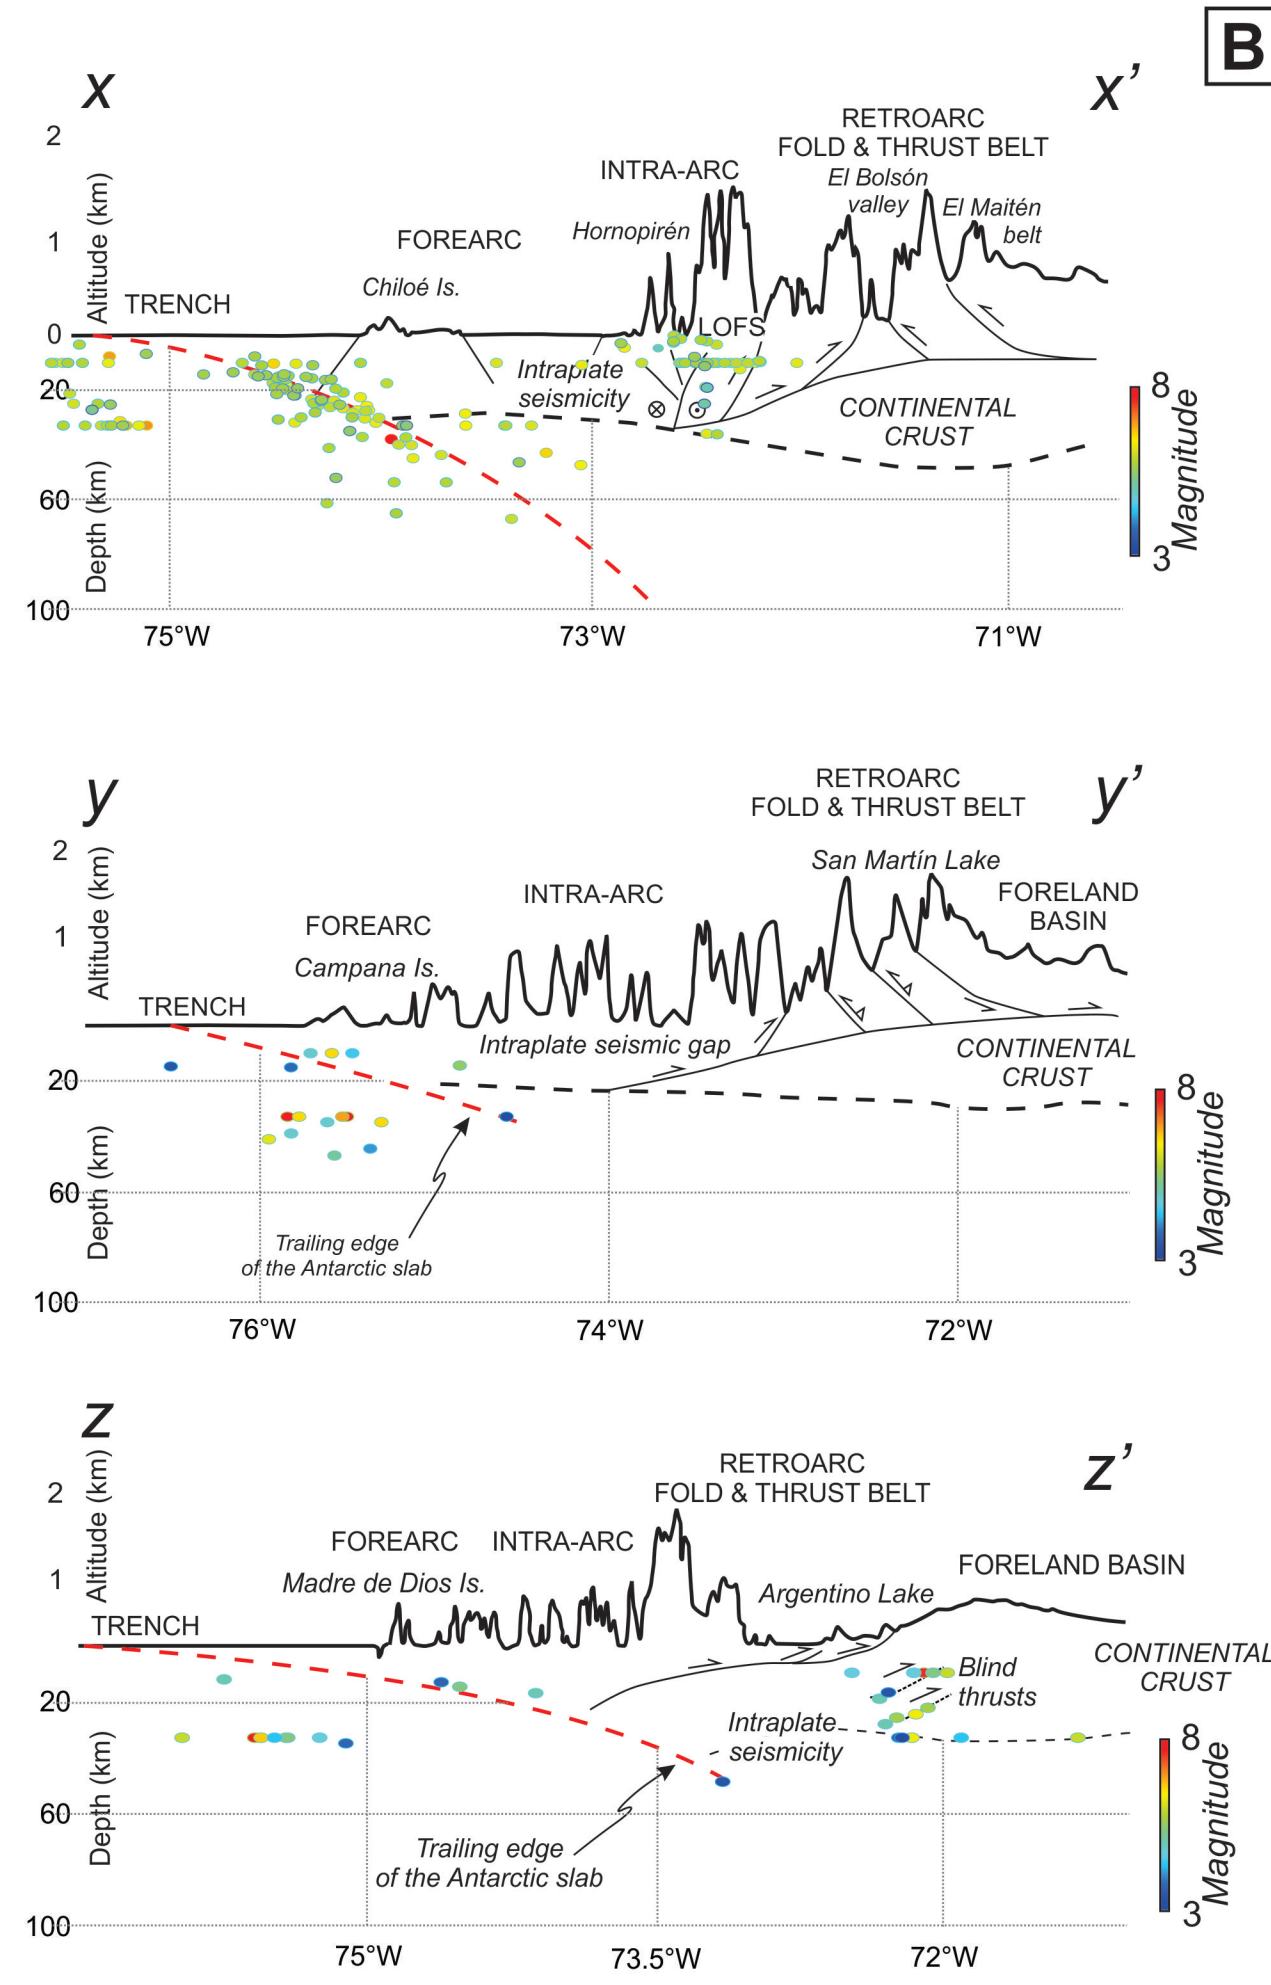 B
x
x’
RETROARC
FOLD & THRUST BELT
2
INTRA-ARC
El Bolsón
valley
El Maitén
belt
Hornopirén
1
FOREARC
Altitude (km)
Chiloé Is.
TRENCH
0
LOFS
Intraplate
seismicity
20
8
CONTINENTAL
CRUST
Magnitude
60
Depth (km)
3
100
75°W
73°W
71°W
y
y’
RETROARC
FOLD & THRUST BELT
2
San Martín Lake
INTRA-ARC
FORELAND
BASIN
FOREARC
1
Altitude (km)
Campana Is.
TRENCH
Intraplate seismic gap
CONTINENTAL
CRUST
20
8
Magnitude
60
Depth (km)
Trailing edge
of the Antarctic slab
3
100
76°W
74°W
72°W
z
z’
RETROARC
FOLD & THRUST BELT
2
Altitude (km)
FOREARC
INTRA-ARC
FORELAND BASIN
1
Madre de Dios Is.
Argentino Lake
TRENCH
CONTINENTAL
CRUST
Blind
thrusts
20
Intraplate
seismicity
8
Magnitude
60
Depth (km)
Trailing edge
of the Antarctic slab
3
100
75°W
73.5°W
72°W